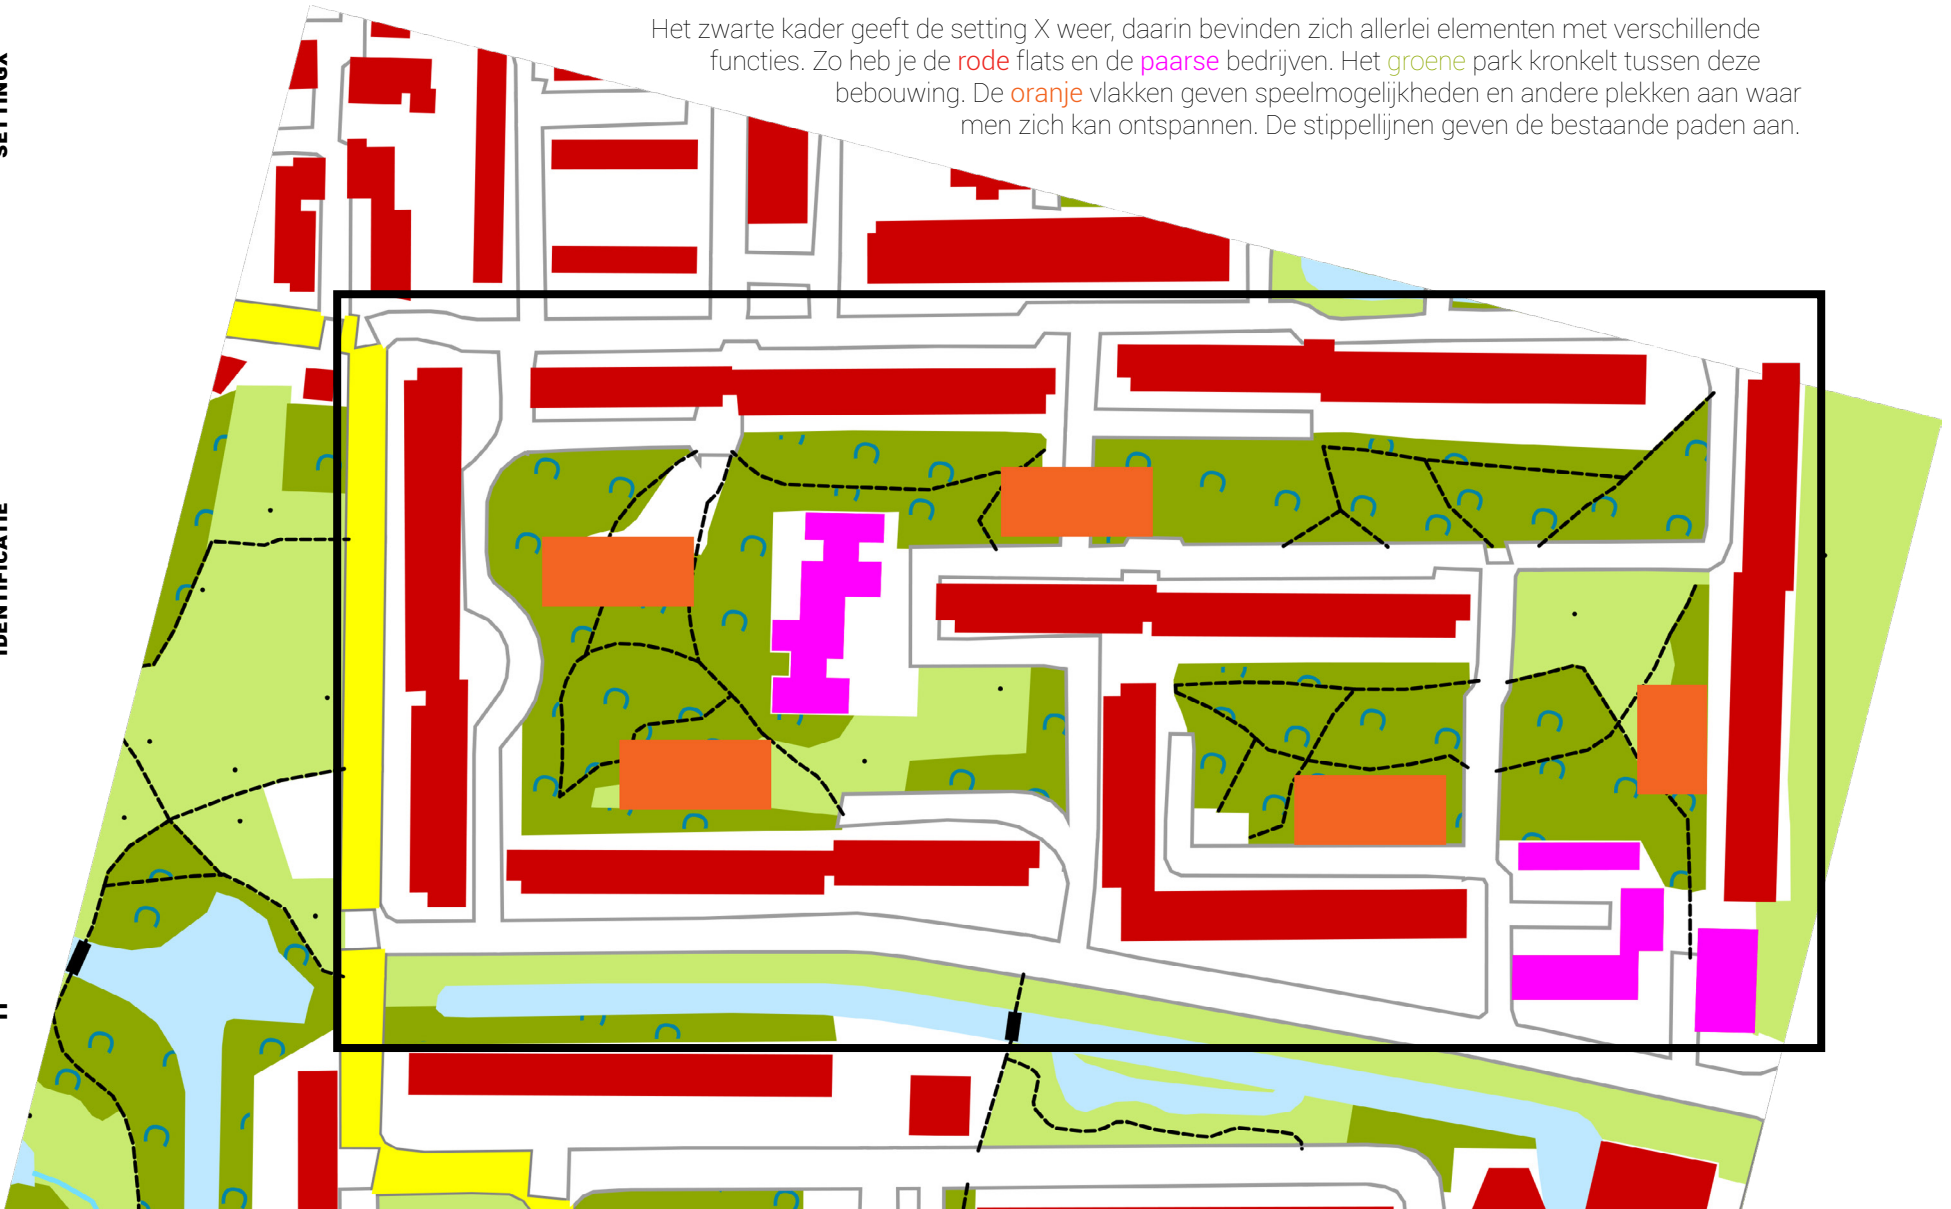 Het zwarte kader geeft de setting X weer, daarin bevinden zich allerlei elementen met verschillende
functies. Zo heb je de rode flats en de paarse bedrijven. Het groene park kronkelt tussen deze
bebouwing. De oranje vlakken geven speelmogelijkheden en andere plekken aan waar
men zich kan ontspannen. De stippellijnen geven de bestaande paden aan.
SETTINGX
IDENTIFICATIE